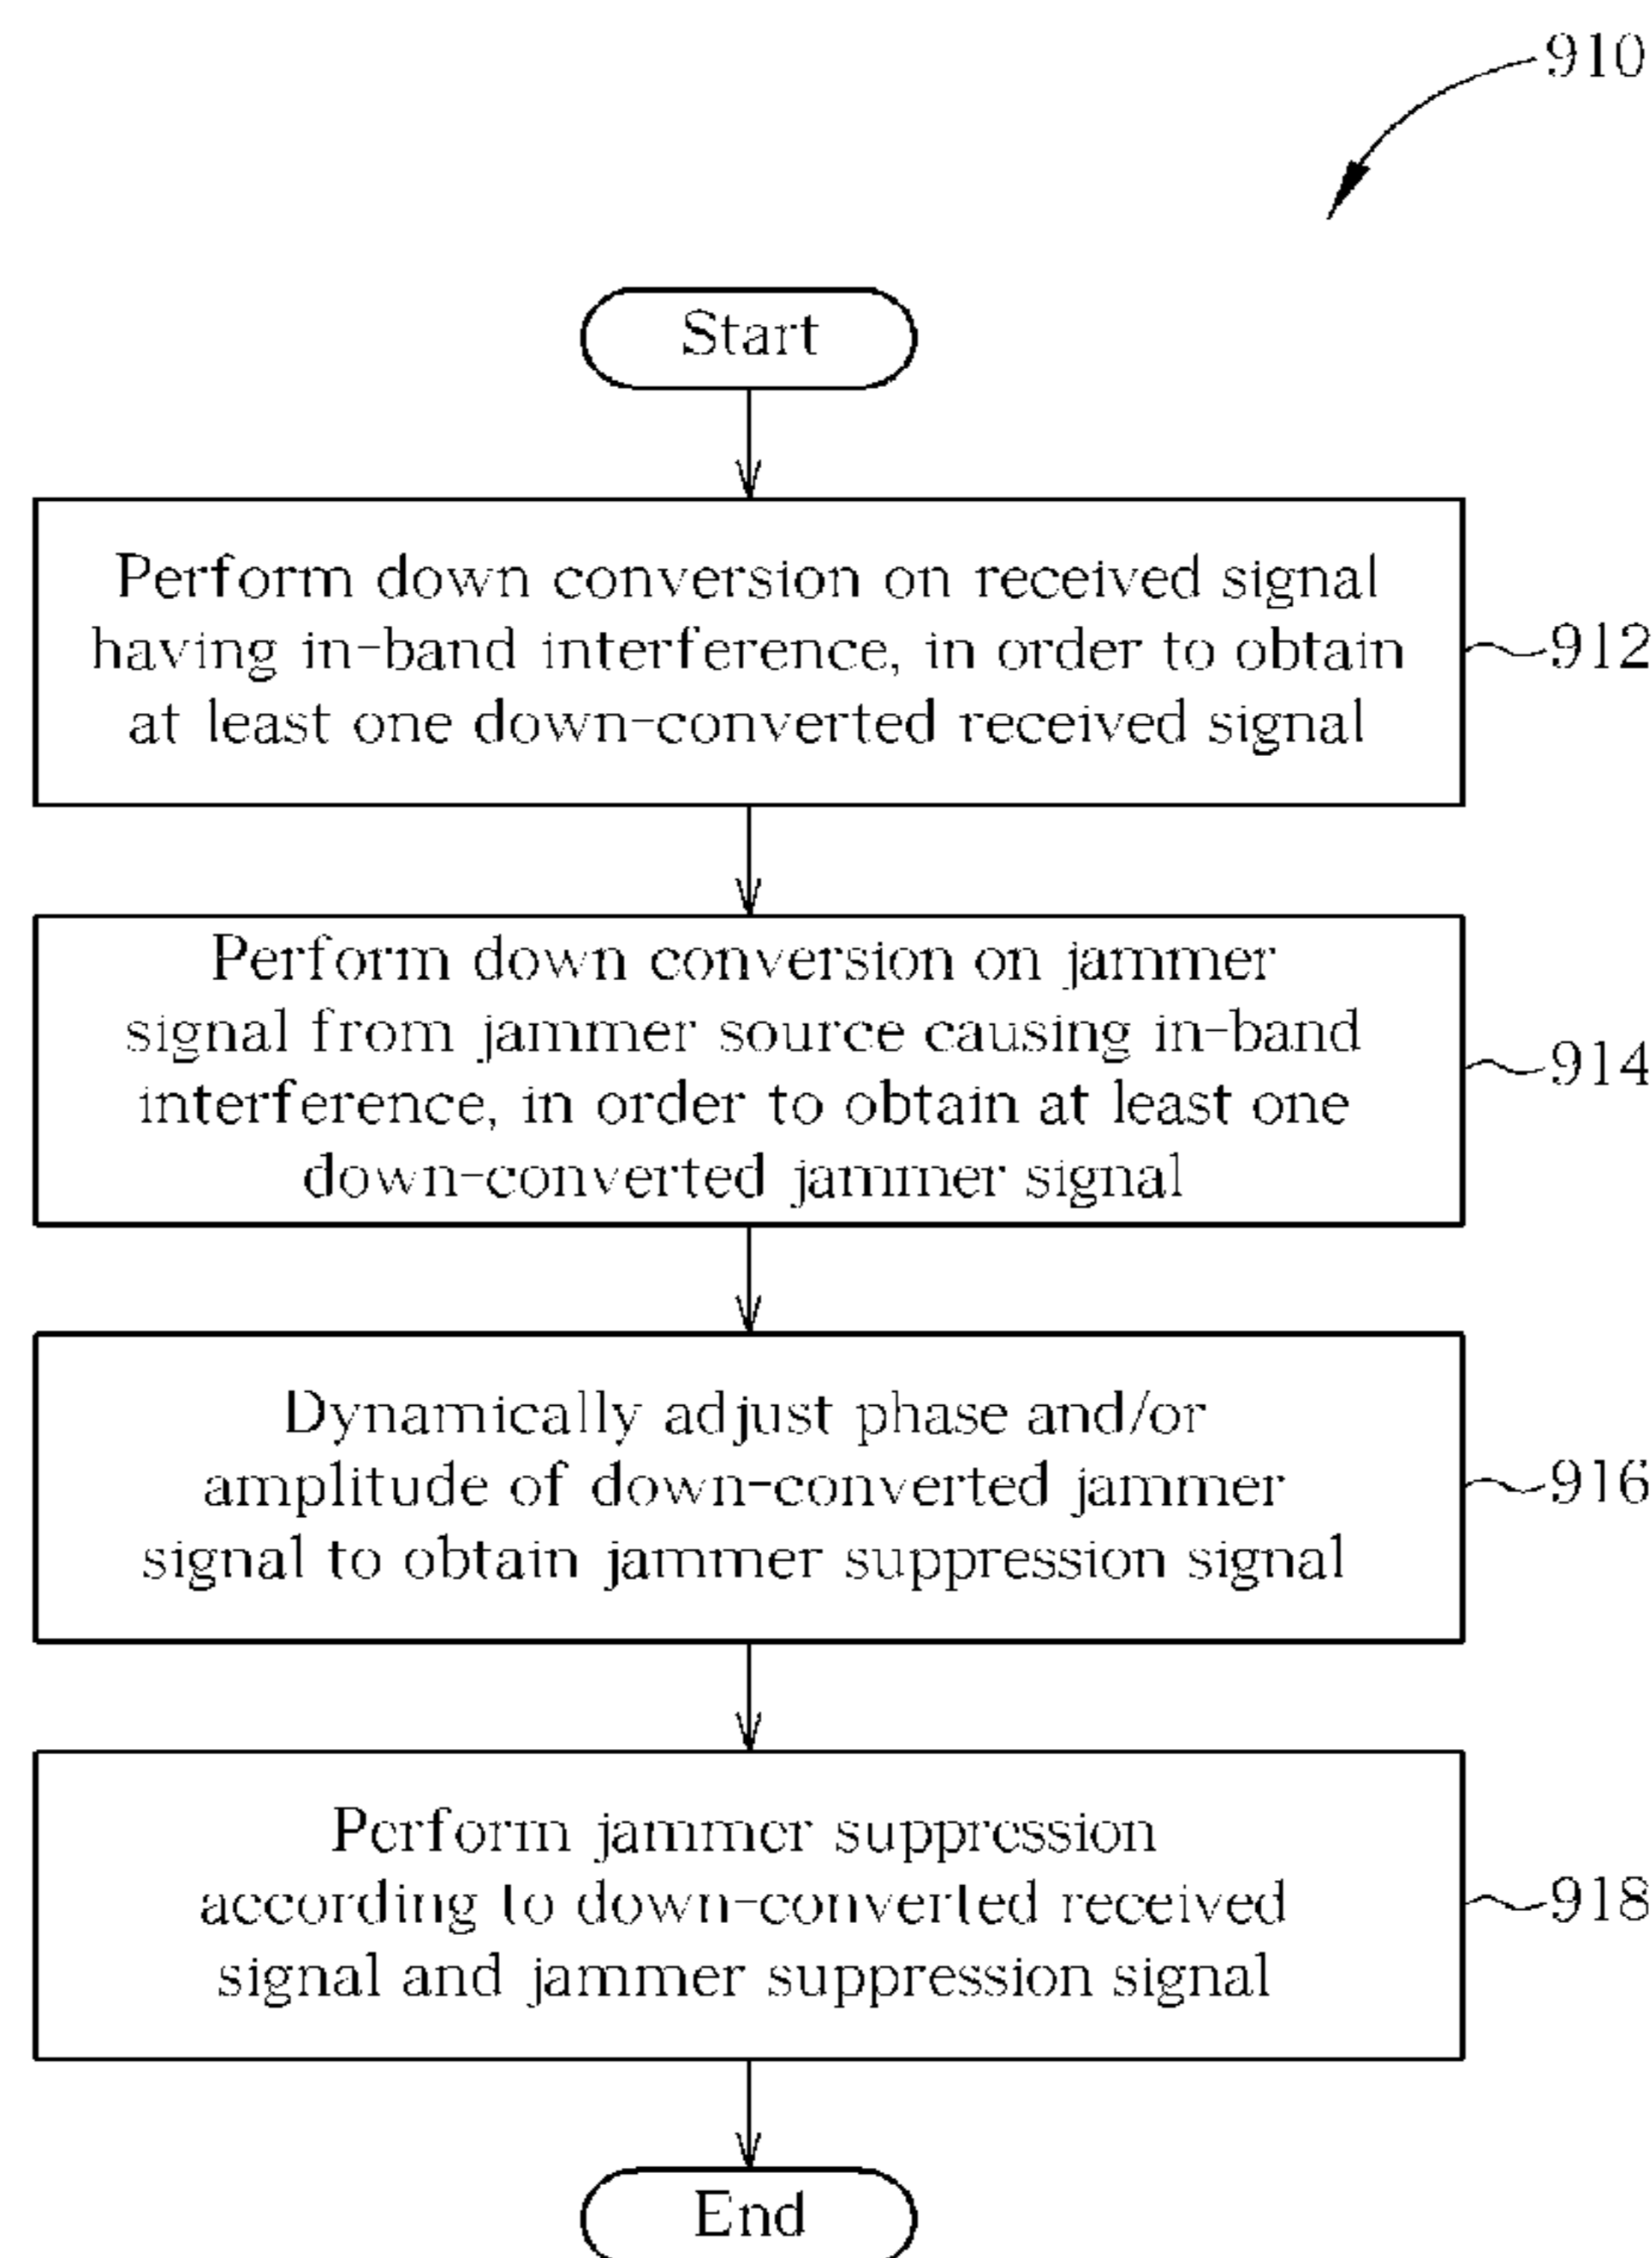 910
Start
Perform down conversion on received signal
having in-band interference, in order to obtain
at least one down-converted received signal
912
Perform down conversion on jammer
signal from jammer source causing in-band
interference, in order to obtain at least one
down-converted jammer signal
914
Dynamically adjust phase and/or
amplitude of down-converted jammer
signal to obtain jammer suppression signal
916
Perform jammer suppression
according to down-converted received
signal and jammer suppression signal
918
End